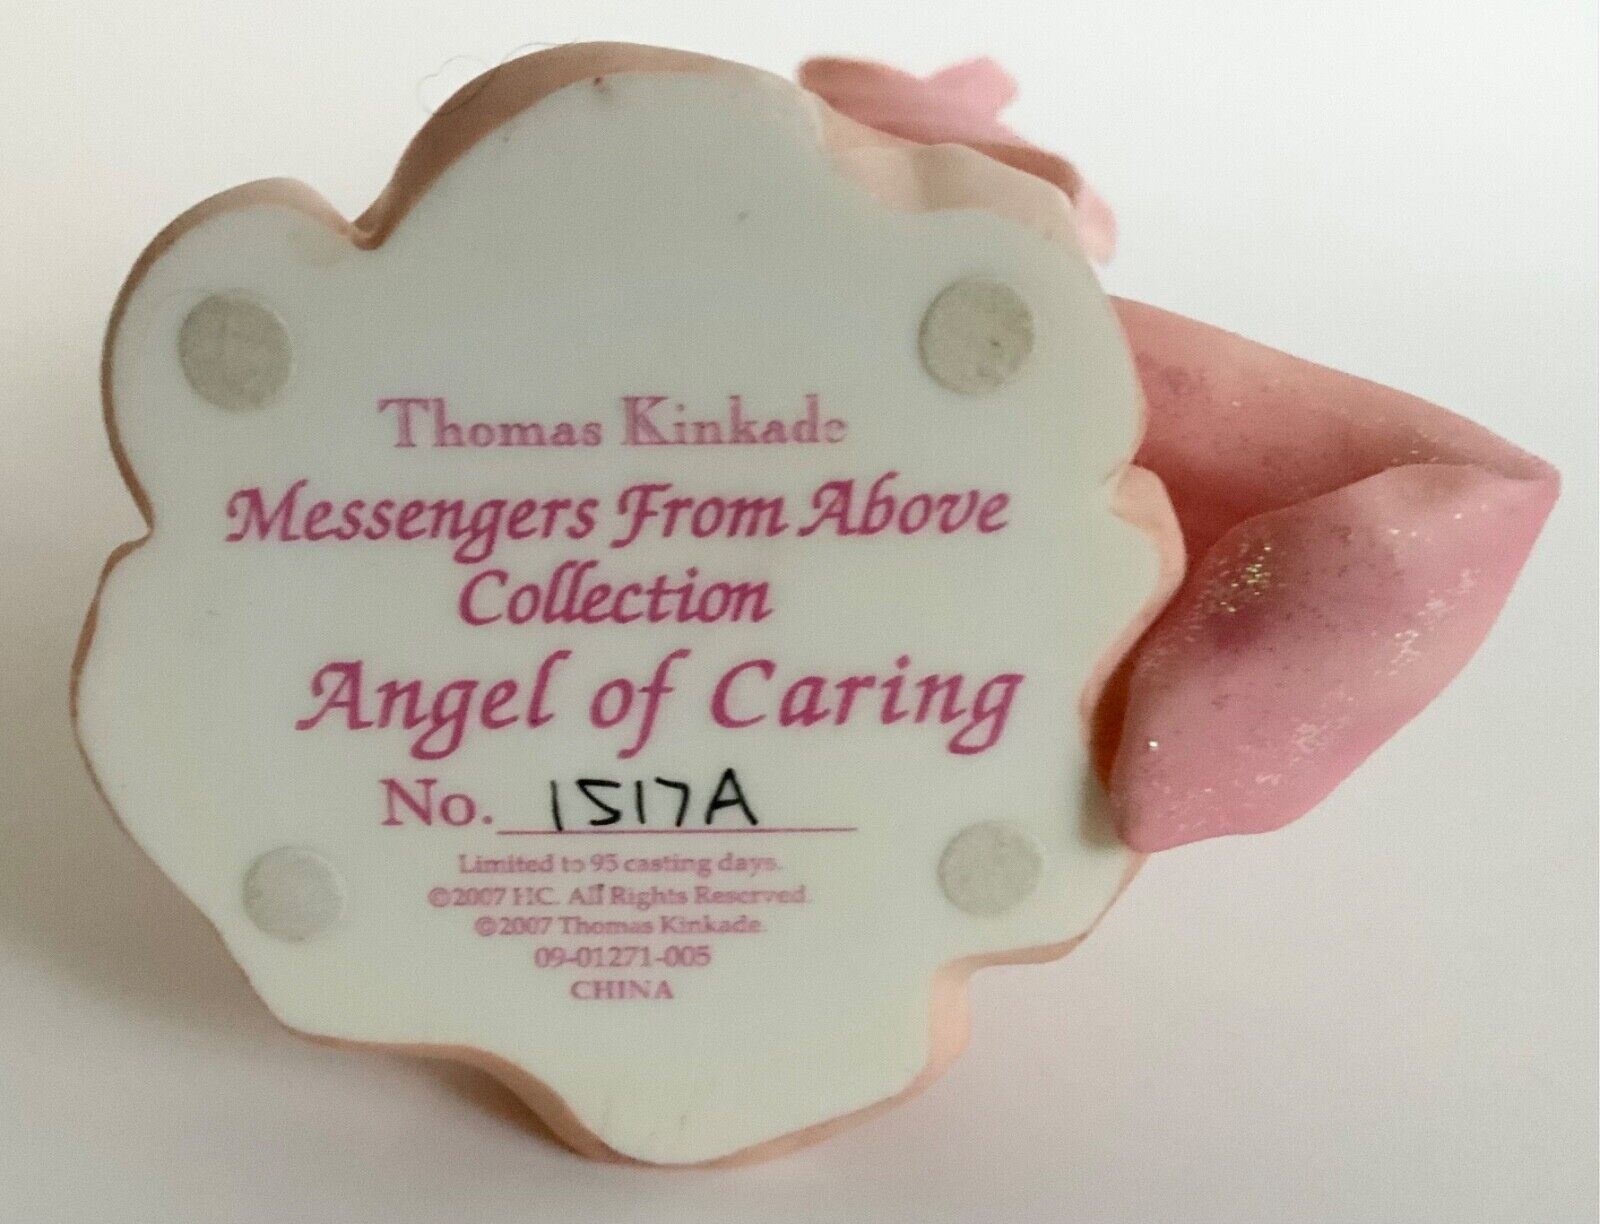 Thomas Kinkade
Messengers From Above
Collection
Angel of Caring
No. 1517A
Limited to 95 casting days.
©2007 HC. All Rights Reserved.
©2007 Thomas Kinkade.
09-01271-005
CHINA